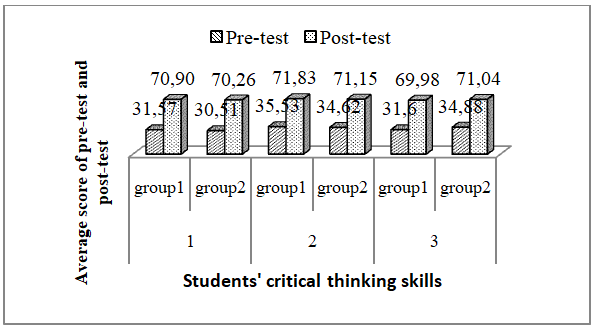 Pre-test Post-test
70,90 70,26 71,83 71,15 69,98 71,04
31,57 30,51 35,53 34,62 31,6 34,88
Average score of pre-test and
post-test
group1 group2 group1 group2 group1 group2
1 2 3
Students' critical thinking skills